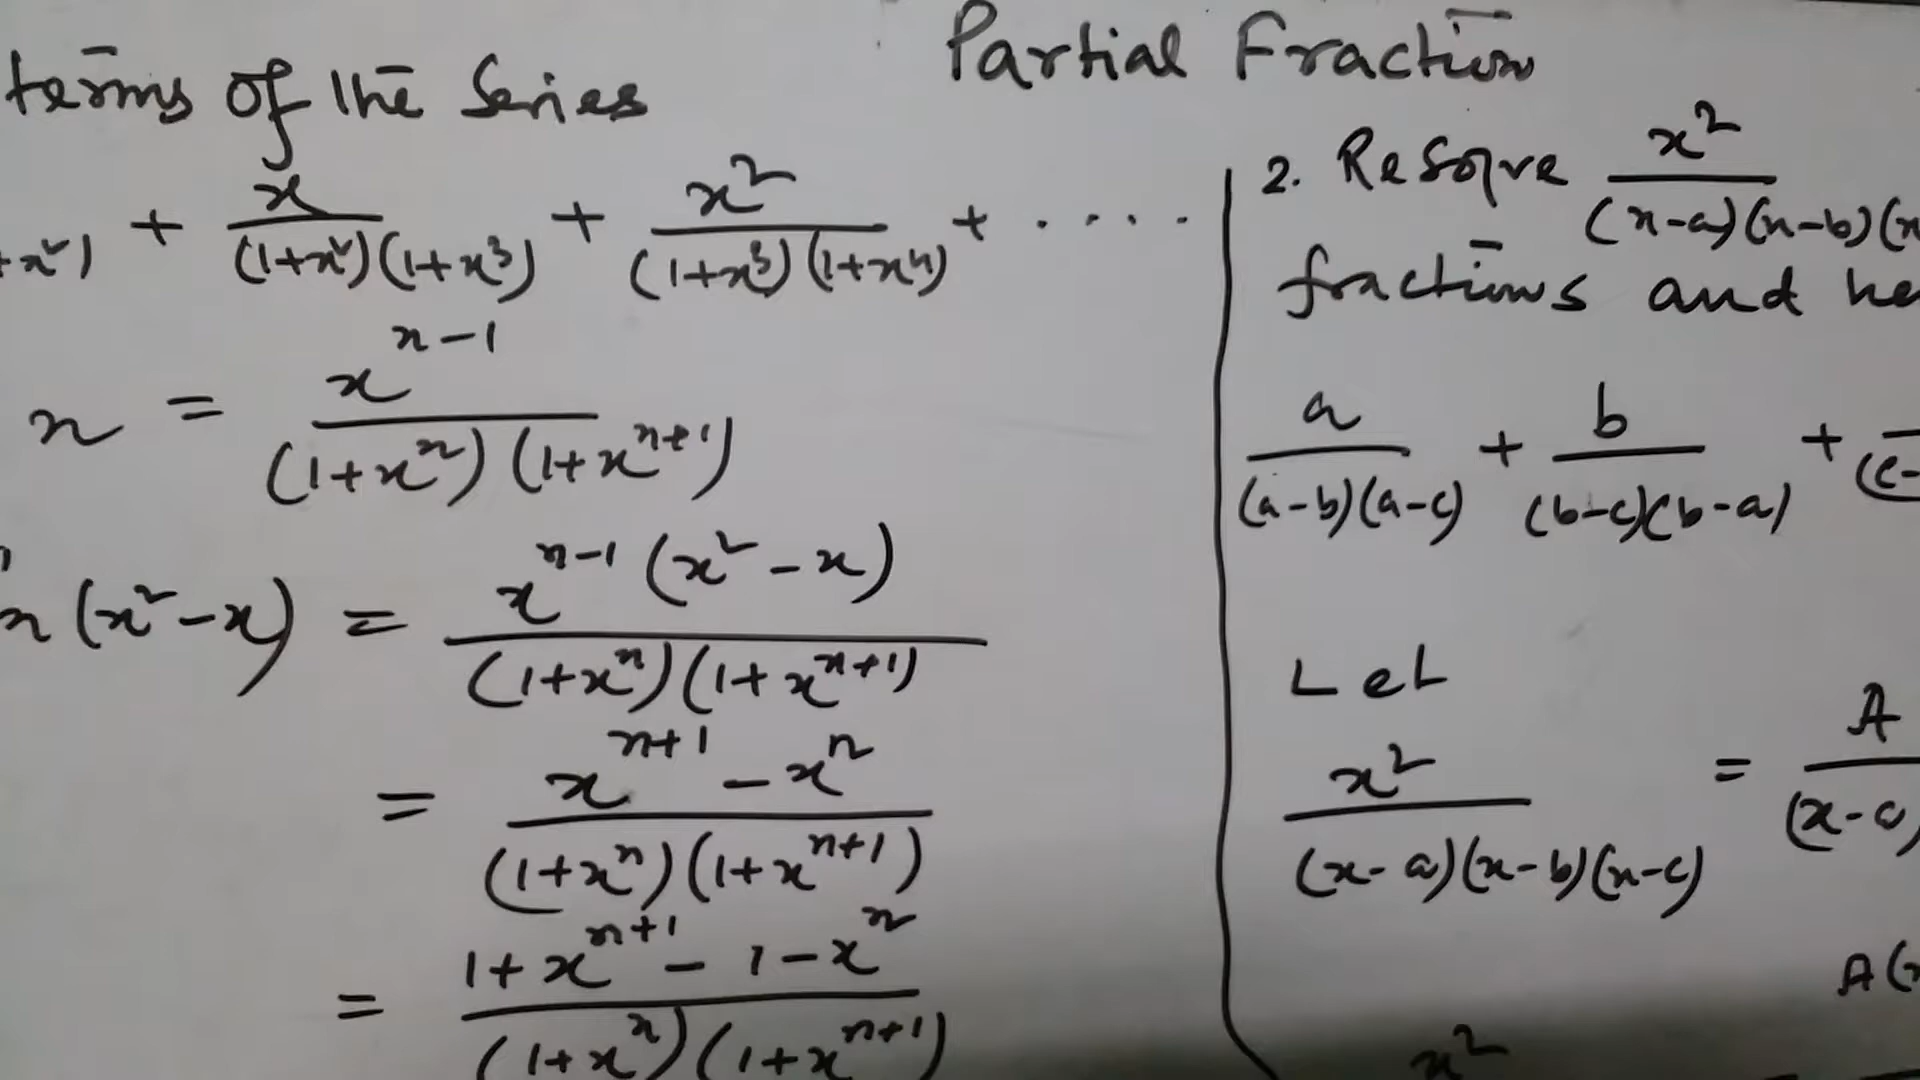 Partial Fraction
terms of the Series
+x²) + x/((1+x²)(1+x³)) + x²/((1+x³)(1+x⁴)) + ....
n = x^(n-1)/((1+x^n)(1+x^(n+1)))
n(x²-x) = x^(n-1)(x²-x)/((1+x^n)(1+x^(n+1)))
= (x^(n+1) - x^n)/((1+x^n)(1+x^(n+1)))
= (1+x^(n+1) - 1 - x^n)/((1+x^n)(1+x^(n+1)))
2. Resolve x²/((x-a)(x-b)(x
fractions and he
a/((a-b)(a-c)) + b/((b-c)(b-a)) + /(c-
Let
x²/((x-a)(x-b)(x-c)) = A/(x-a)
A(x
x²